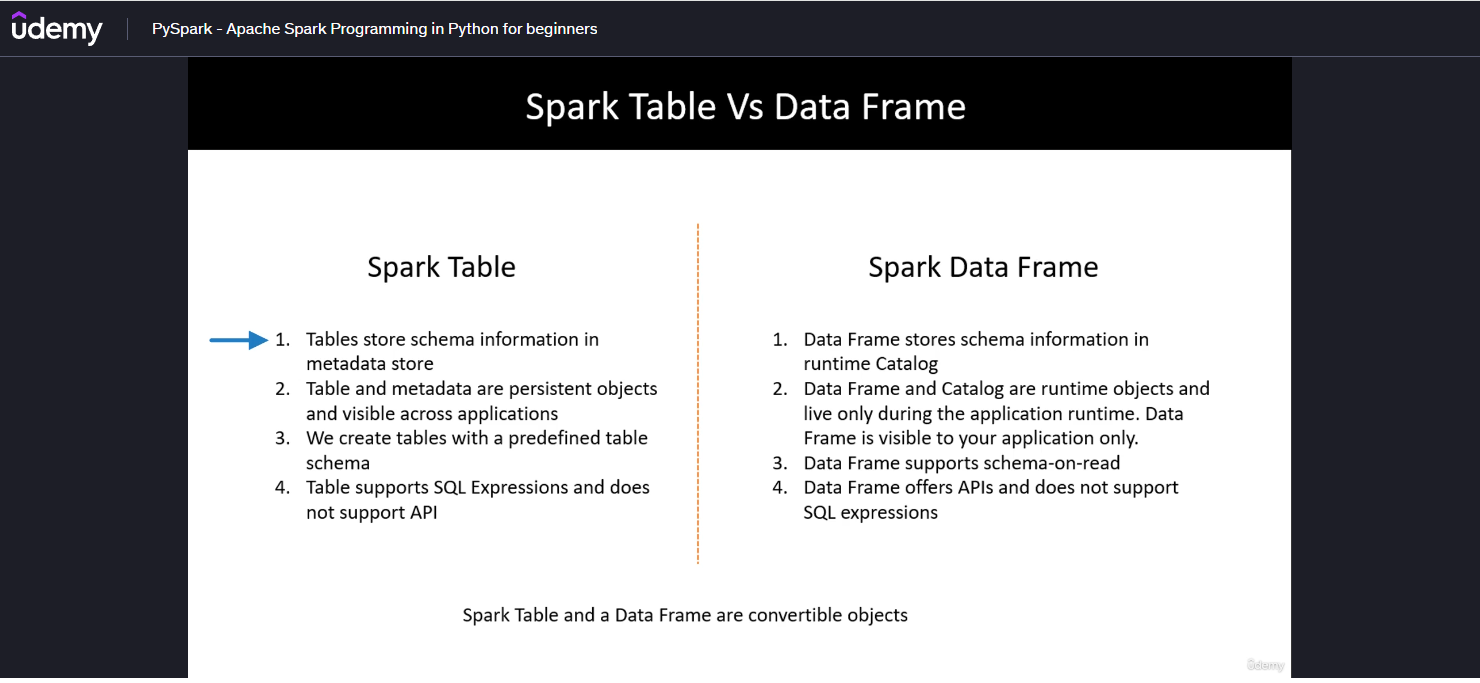 ûdemy
PySpark - Apache Spark Programming in Python for beginners
Spark Table Vs Data Frame
Spark Table
1. Tables store schema information in
metadata store
2. Table and metadata are persistent objects
and visible across applications
3. We create tables with a predefined table
schema
4. Table supports SQL Expressions and does
not support API
Spark Data Frame
1. Data Frame stores schema information in
runtime Catalog
2. Data Frame and Catalog are runtime objects and
live only during the application runtime. Data
Frame is visible to your application only.
3. Data Frame supports schema-on-read
4. Data Frame offers APIs and does not support
SQL expressions
Spark Table and a Data Frame are convertible objects
ûdemy